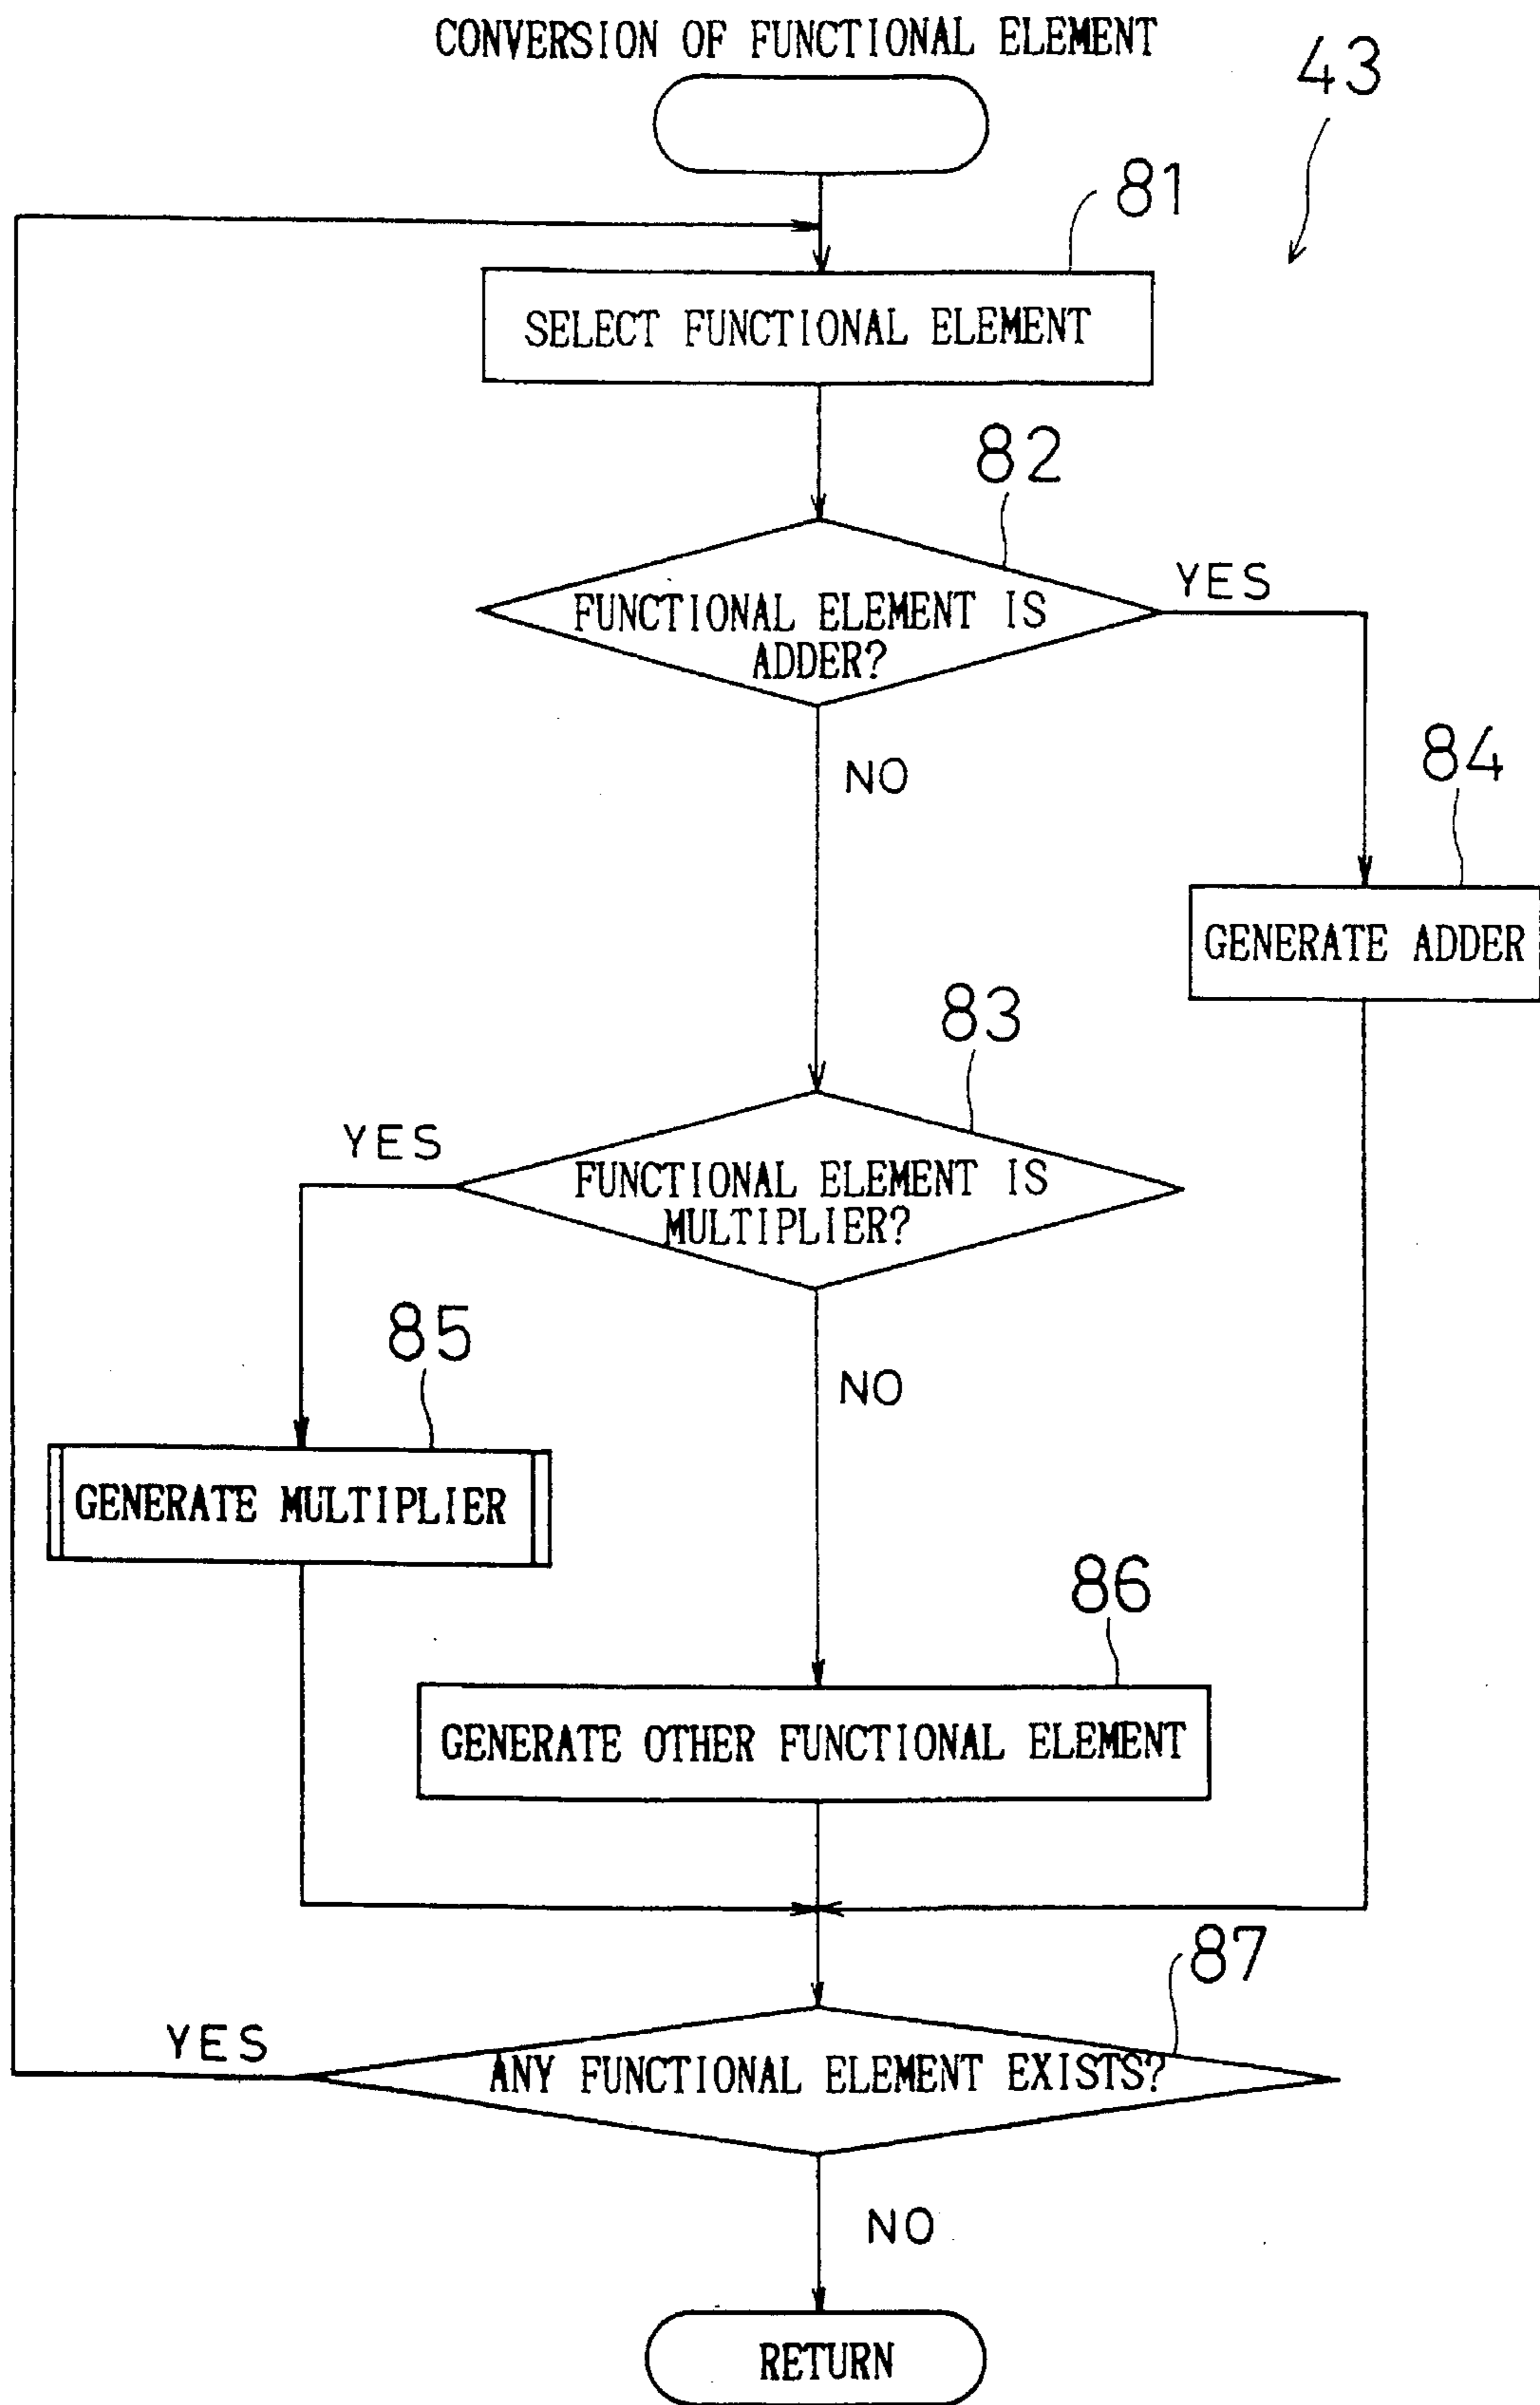 CONVERSION OF FUNCTIONAL ELEMENT
43
81
SELECT FUNCTIONAL ELEMENT
82
YES
FUNCTIONAL ELEMENT IS
ADDER?
NO
84
GENERATE ADDER
83
YES
FUNCTIONAL ELEMENT IS
MULTIPLIER?
85
NO
GENERATE MULTIPLIER
86
GENERATE OTHER FUNCTIONAL ELEMENT
87
YES
ANY FUNCTIONAL ELEMENT EXISTS?
NO
RETURN